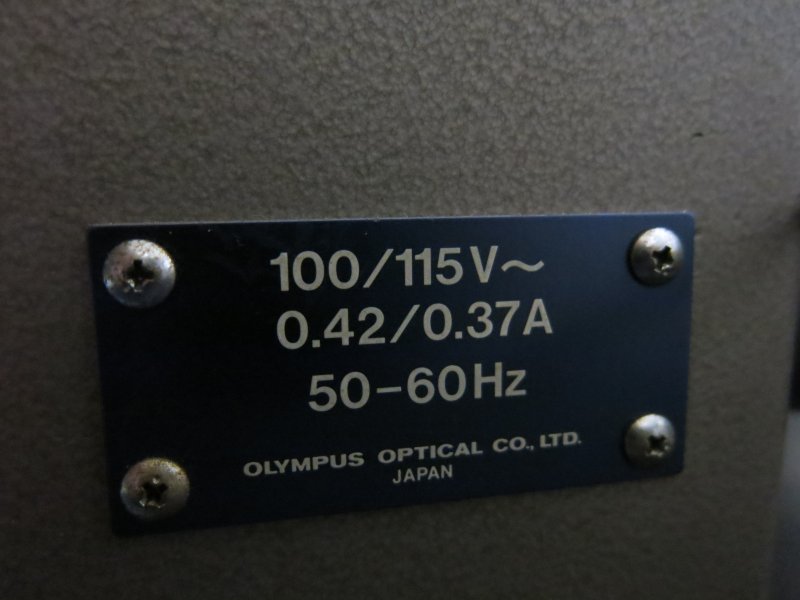 100/115V~
0.42/0.37A
50-60Hz
OLYMPUS OPTICAL CO., LTD.
JAPAN